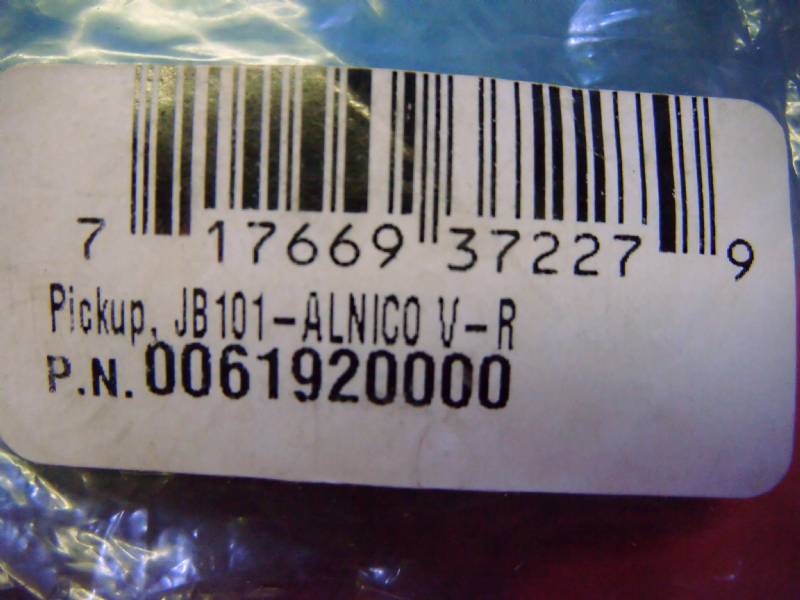 7 17669 37227 9
Pickup, JB101-ALNICO V-R
P.N. 0061920000